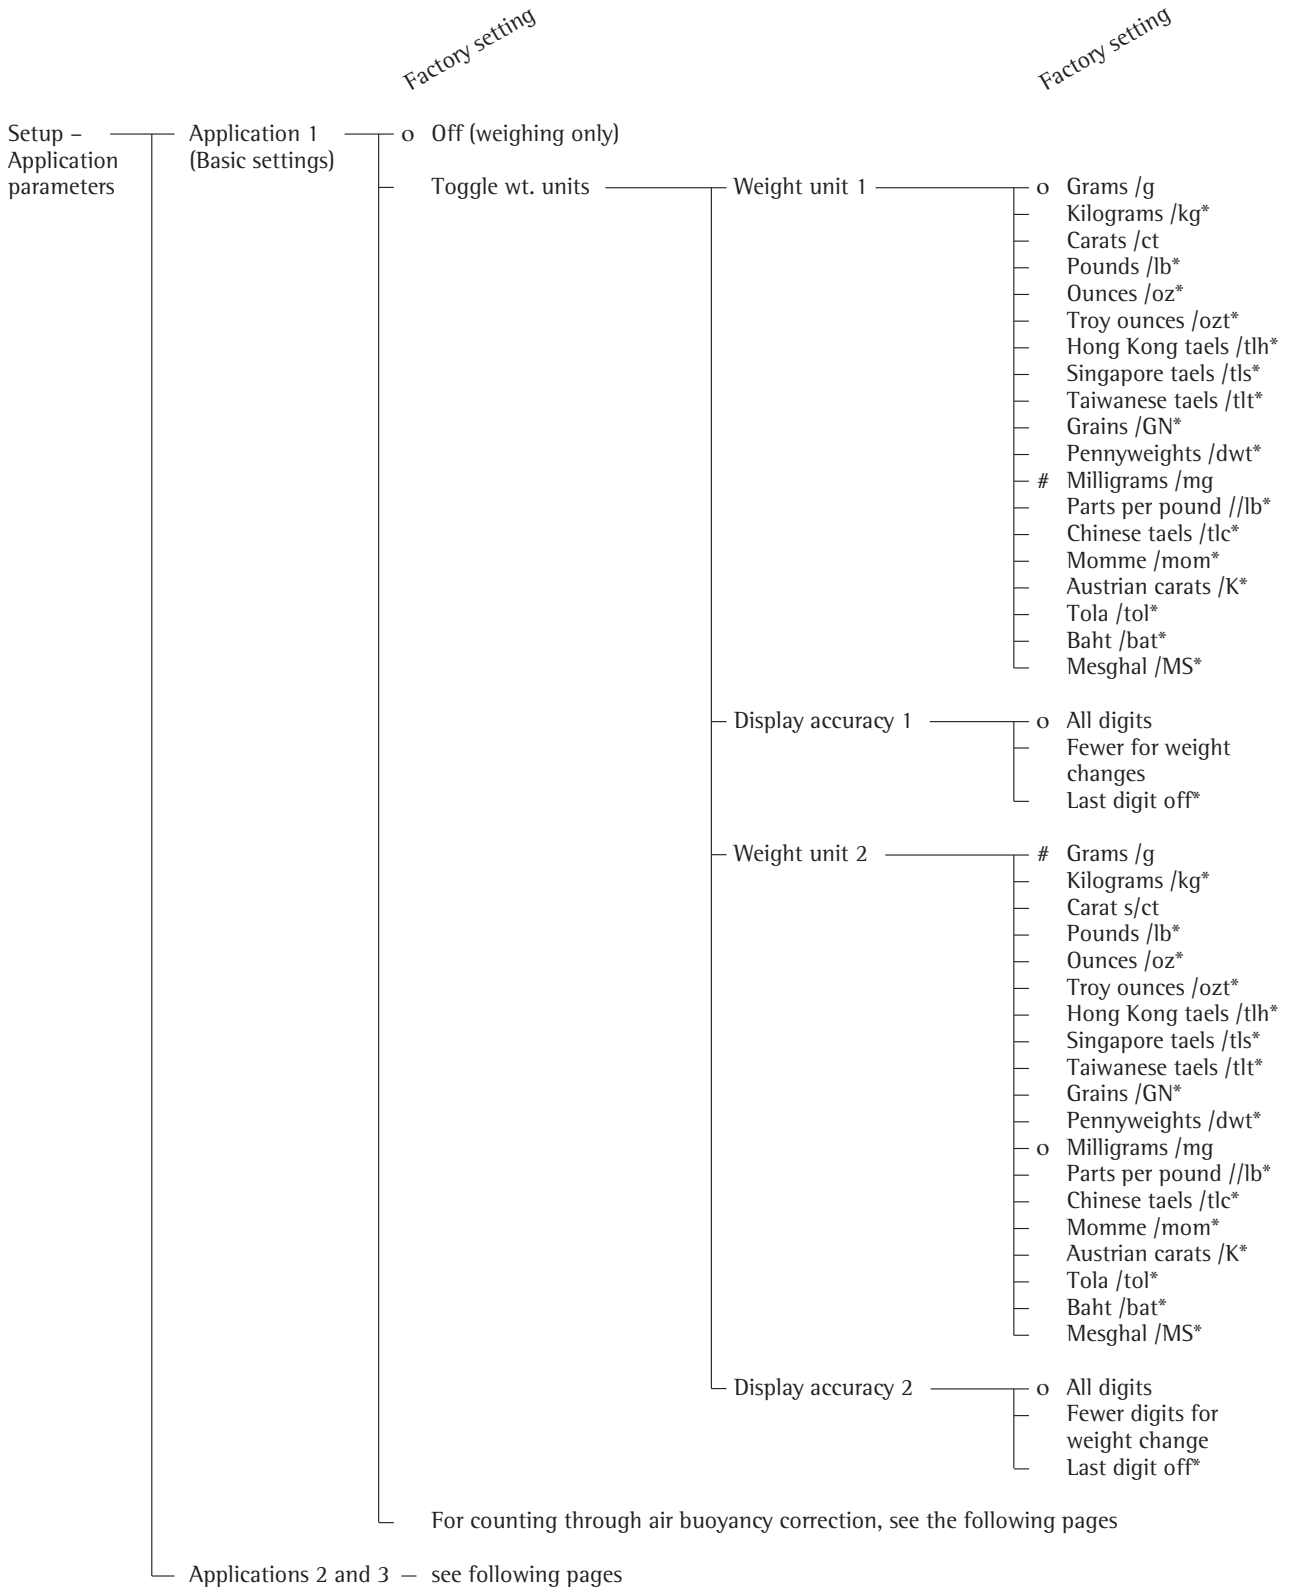 Factory setting
Factory setting
Setup –
Application
parameters
Application 1
(Basic settings)
o Off (weighing only)
Toggle wt. units
Weight unit 1
o Grams /g
Kilograms /kg*
Carats /ct
Pounds /lb*
Ounces /oz*
Troy ounces /ozt*
Hong Kong taels /tlh*
Singapore taels /tls*
Taiwanese taels /tlt*
Grains /GN*
Pennyweights /dwt*
# Milligrams /mg
Parts per pound //lb*
Chinese taels /tlc*
Momme /mom*
Austrian carats /K*
Tola /tol*
Baht /bat*
Mesghal /MS*
Display accuracy 1
o All digits
Fewer for weight
changes
Last digit off*
Weight unit 2
# Grams /g
Kilograms /kg*
Carat s/ct
Pounds /lb*
Ounces /oz*
Troy ounces /ozt*
Hong Kong taels /tlh*
Singapore taels /tls*
Taiwanese taels /tlt*
Grains /GN*
Pennyweights /dwt*
o Milligrams /mg
Parts per pound //lb*
Chinese taels /tlc*
Momme /mom*
Austrian carats /K*
Tola /tol*
Baht /bat*
Mesghal /MS*
Display accuracy 2
o All digits
Fewer digits for
weight change
Last digit off*
For counting through air buoyancy correction, see the following pages
Applications 2 and 3 – see following pages